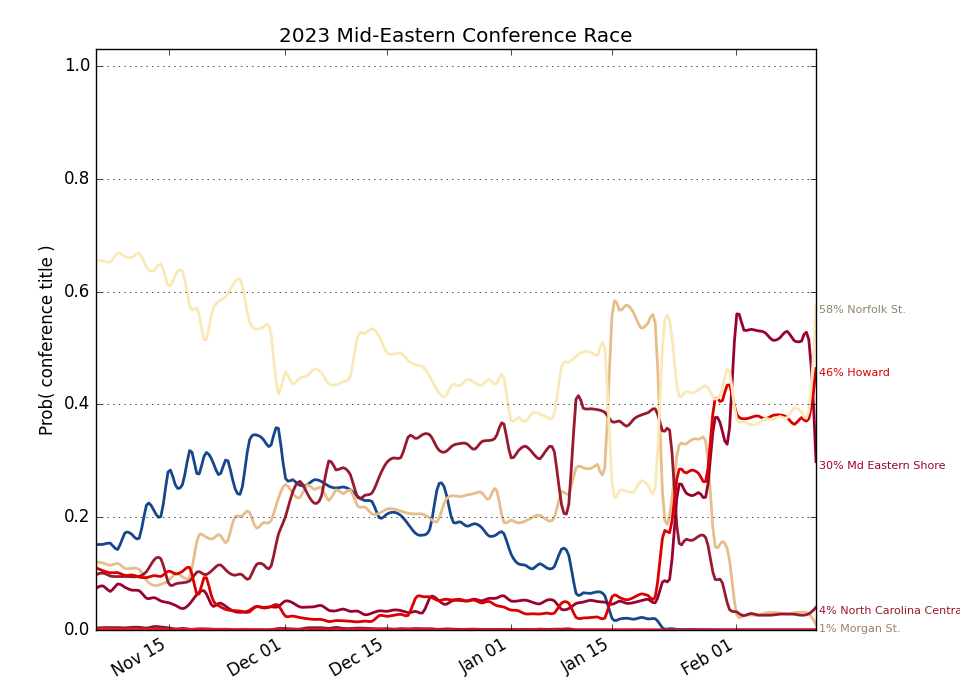 2023 Mid-Eastern Conference Race
Prob( conference title )
1.0
0.8
0.6
0.4
0.2
0.0
58% Norfolk St.
46% Howard
30% Md Eastern Shore
4% North Carolina Centra
1% Morgan St.
Nov 15
Dec 01
Dec 15
Jan 01
Jan 15
Feb 01